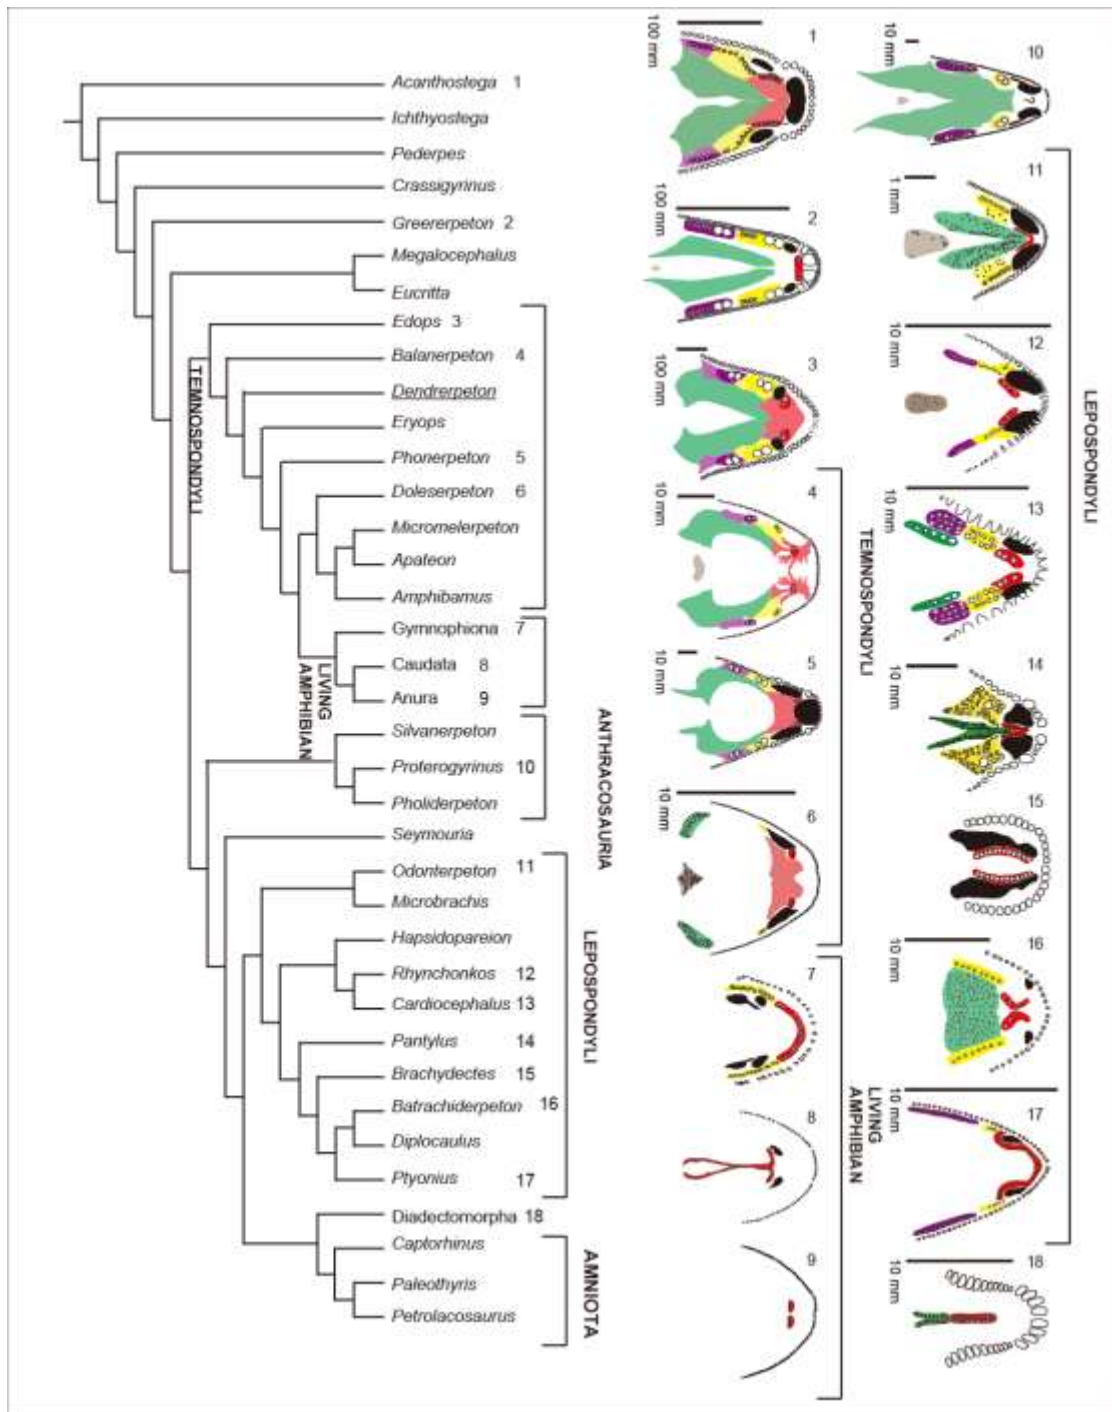 Acanthostega 1
Ichthyostega
Pederpes
Crassigyrinus
Greererpeton 2
Megalocephalus
Eucritta
Edops 3
Balanerpeton 4
Dendrerpeton
Eryops
Phonerpeton 5
Doleserpeton 6
Micromelerpeton
Apateon
Amphibamus
Gymnophiona 7
Caudata 8
Anura 9
Silvanerpeton
Proterogyrinus 10
Pholiderpeton
Seymouria
Odonterpeton 11
Microbrachis
Hapsidopareion
Rhynchonkos 12
Cardiocephalus 13
Pantylus 14
Brachydectes 15
Batrachiderpeton 16
Diplocaulus
Ptyonius 17
Diadectomorpha 18
Captorhinus
Paleothyris
Petrolacosaurus
TEMNOSPONDYLI
LIVING
AMPHIBIAN
ANTHRACOSAURIA
LEPOSPONDYLI
AMNIOTA
1
100 mm
2
100 mm
3
100 mm
4
10 mm
5
10 mm
6
10 mm
TEMNOSPONDYLI
7
8
9
LIVING
AMPHIBIAN
10
10 mm
?
11
1 mm
12
10 mm
13
10 mm
14
10 mm
15
16
10 mm
17
10 mm
LEPOSPONDYLI
18
10 mm